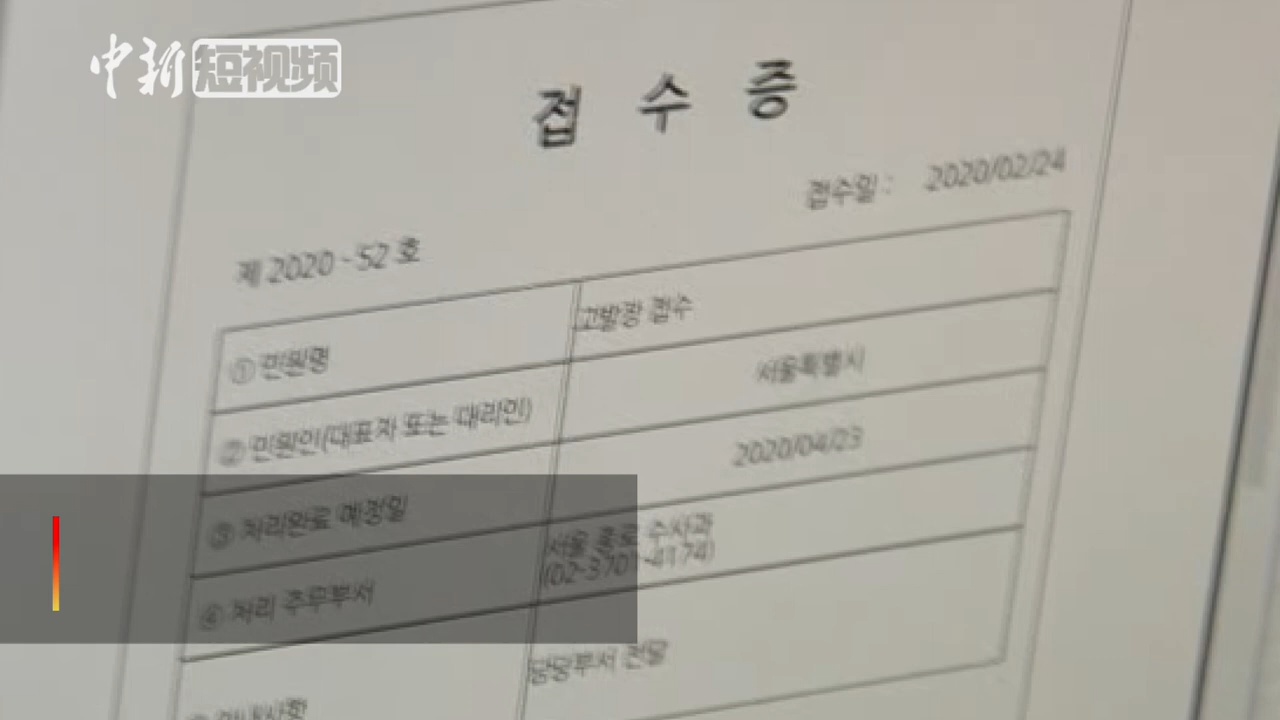 中新 短视频
접 수 증
접수일 : 2020/02/24
제 2020 - 52 호
① 민원명
고발장 접수
② 민원인(대표자 또는 대리인)
서울특별시
③ 처리완료 예정일
2020/04/23
④ 처리 주무부서
서울 종로 수사과
(02-3701-4174)
담당부서 전달
안내사항